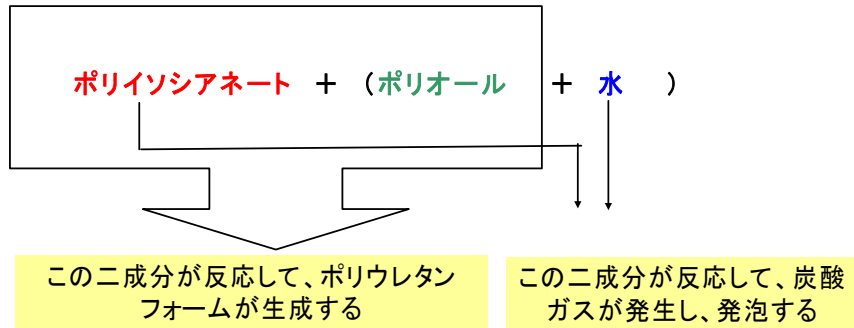 ポリイソシアネート + (ポリオール + 水 )
この二成分が反応して、ポリウレタン
フォームが生成する
この二成分が反応して、炭酸
ガスが発生し、発泡する